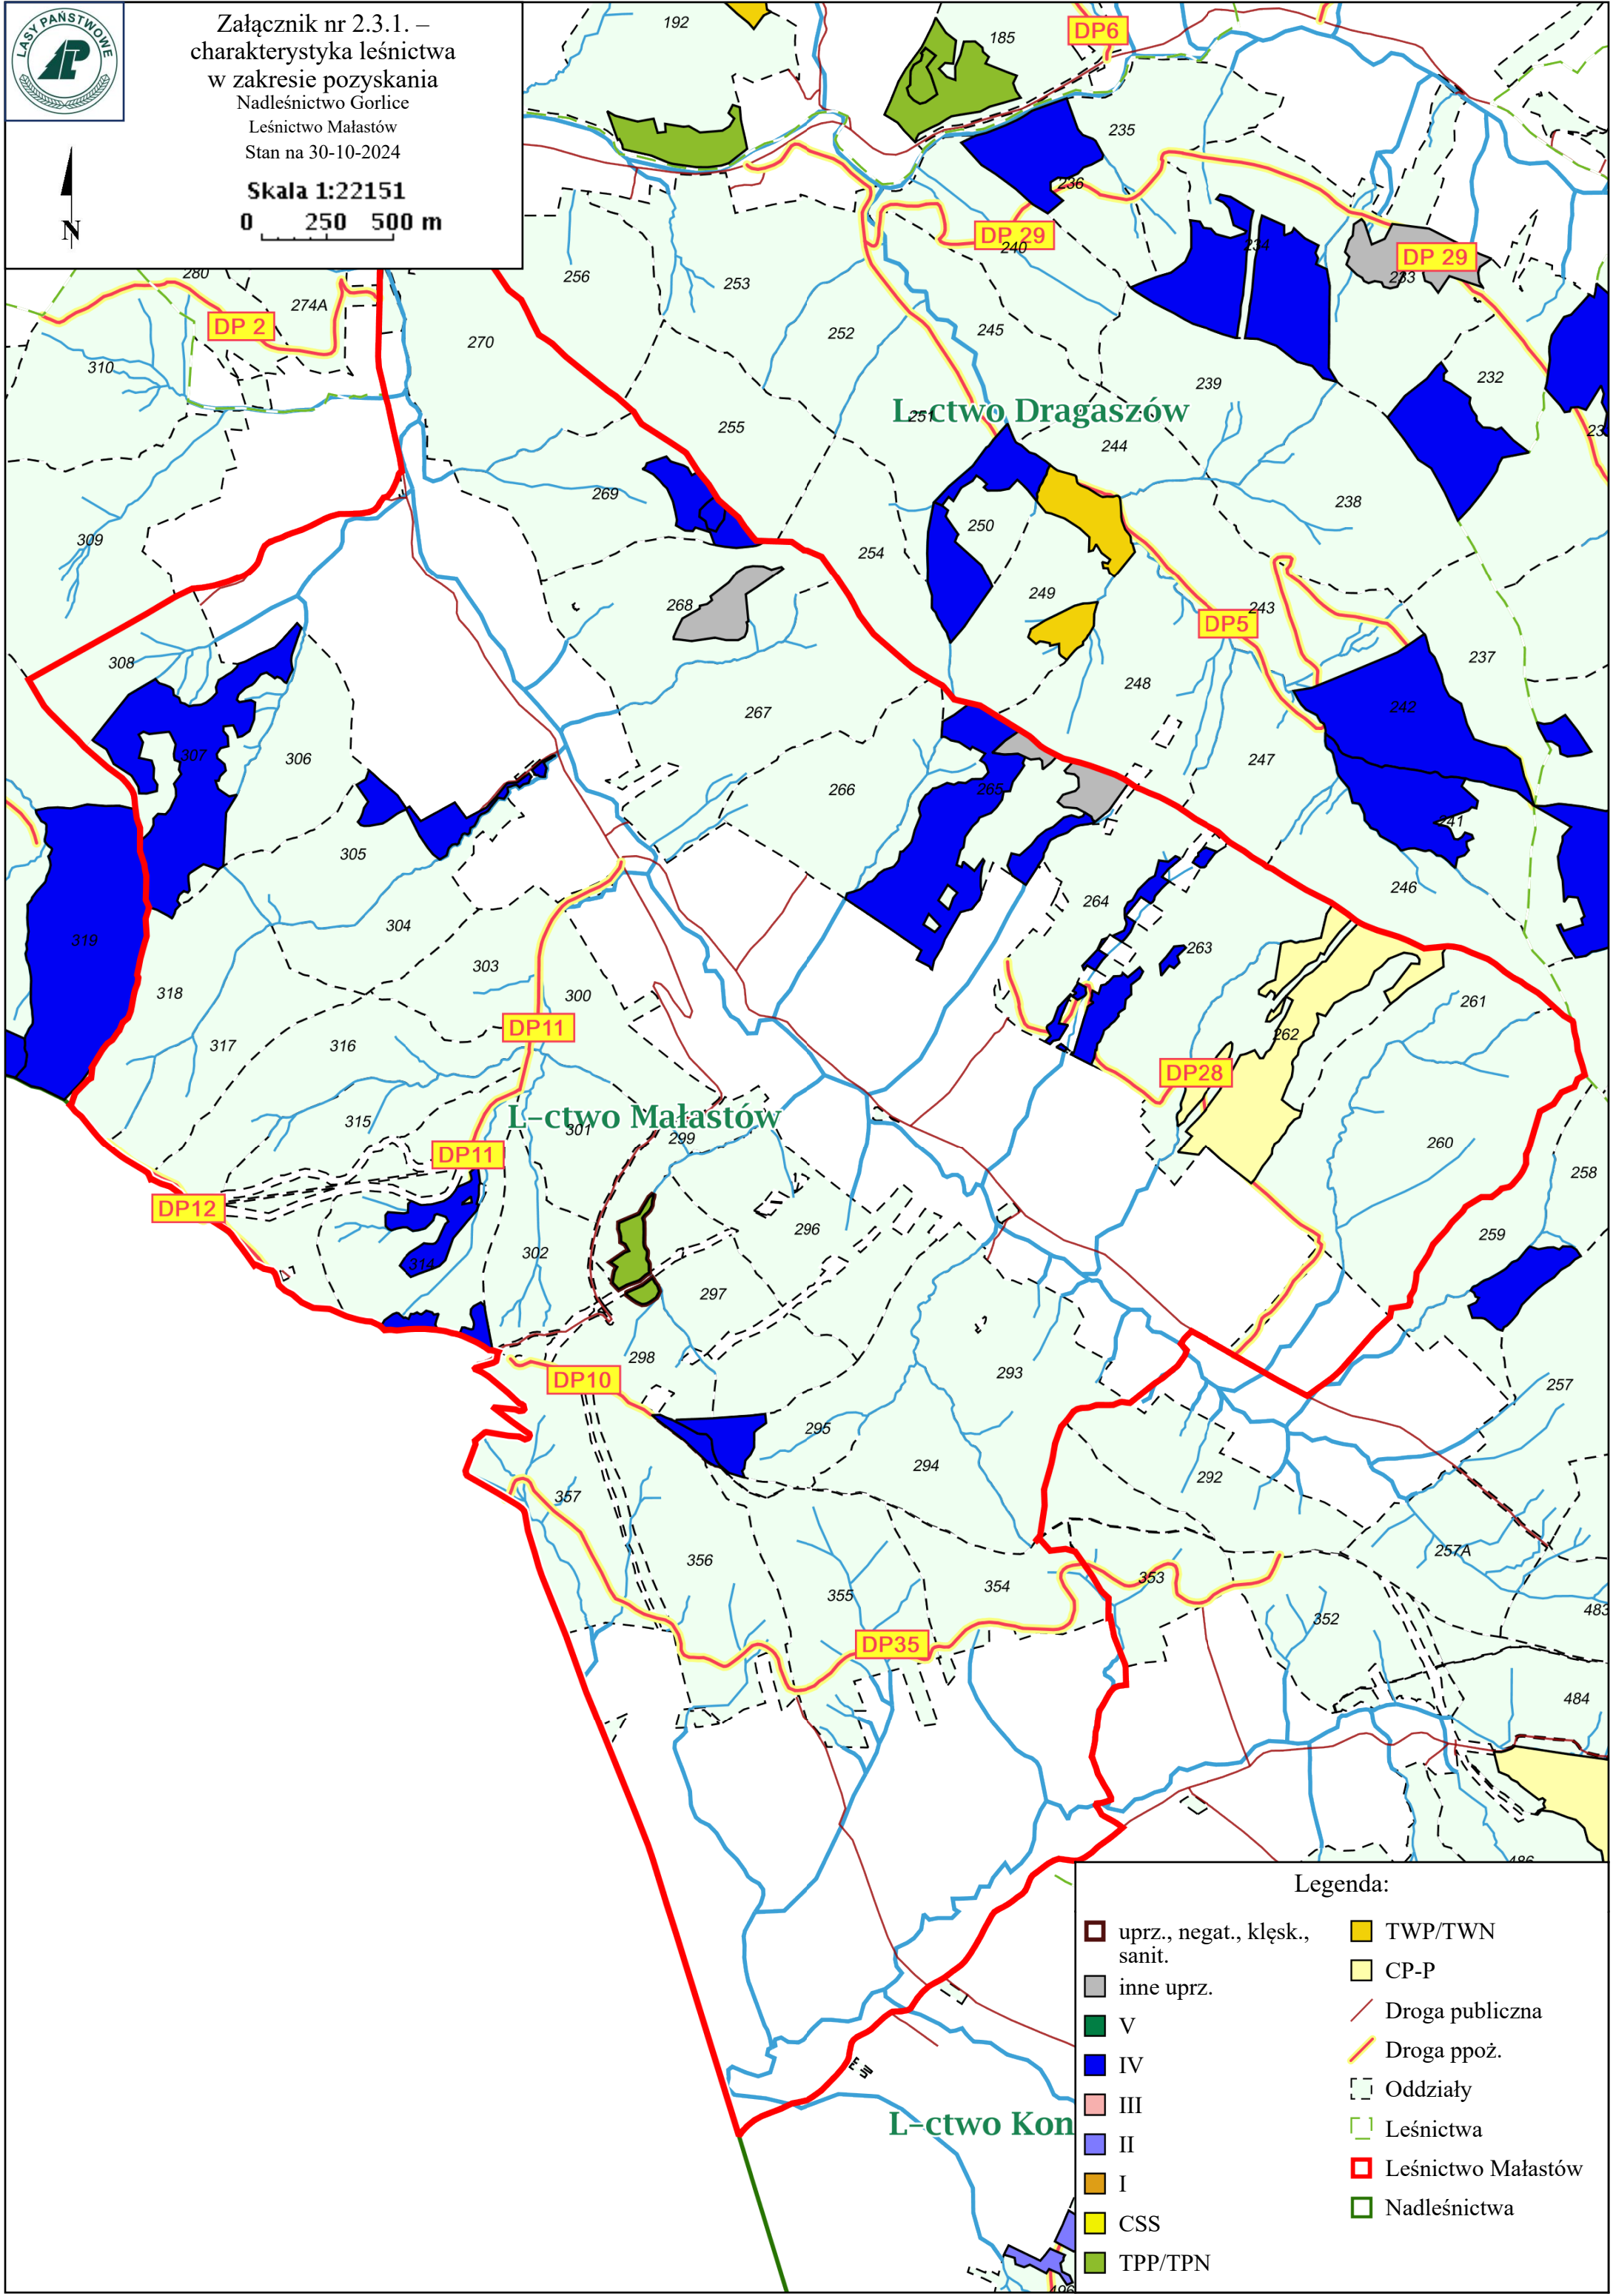 LASY PAŃSTWOWE
Załącznik nr 2.3.1. –
charakterystyka leśnictwa
w zakresie pozyskania
Nadleśnictwo Gorlice
Leśnictwo Małastów
Stan na 30-10-2024
Skala 1:22151
0 250 500 m
N
192
185
DP6
235
236
DP 29
240
234
DP 29
233
256
253
280
274A
DP 2
270
252
245
310
239
232
255
251
L-ctwo Dragaszów
244
269
238
250
254
309
249
268
243
DP5
308
237
248
267
242
307
306
247
266
265
241
305
246
264
304
319
263
303
300
318
261
DP11
262
317
316
DP28
L-ctwo Małastów
315
301
299
260
DP11
258
DP12
296
259
302
314
297
298
293
DP10
257
295
294
292
357
257A
356
354
353
355
483
352
DP35
484
L-ctwo Kon
Legenda:
uprz., negat., klęsk.,
sanit.
inne uprz.
V
IV
III
II
I
CSS
TPP/TPN
TWP/TWN
CP-P
Droga publiczna
Droga ppoż.
Oddziały
Leśnictwa
Leśnictwo Małastów
Nadleśnictwa